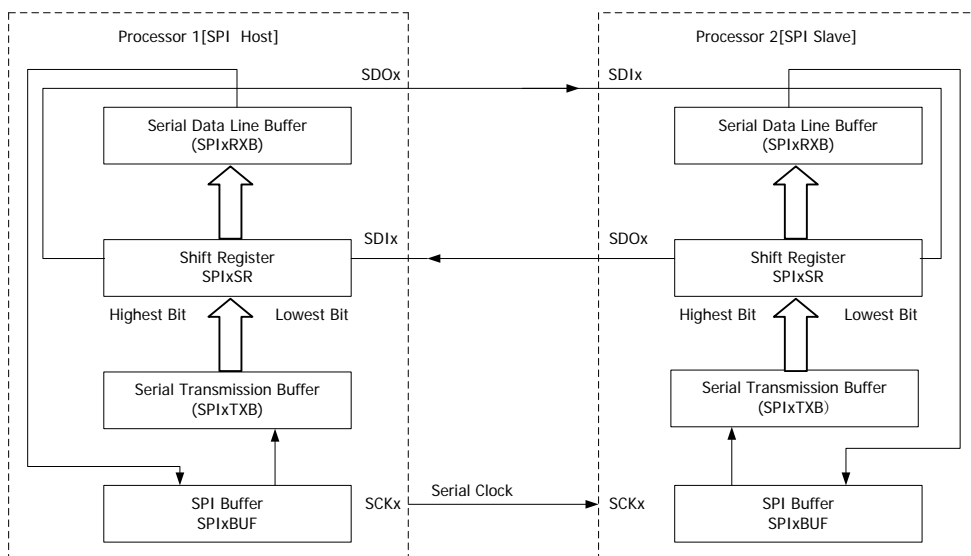 Processor 1[SPI Host]
Processor 2[SPI Slave]
SDOx
SDIx
Serial Data Line Buffer
(SPIxRXB)
Serial Data Line Buffer
(SPIxRXB)
Shift Register
SPIxSR
SDIx
SDOx
Shift Register
SPIxSR
Highest Bit
Lowest Bit
Highest Bit
Lowest Bit
Serial Transmission Buffer
(SPIxTXB)
Serial Transmission Buffer
(SPIxTXB)
SPI Buffer
SPIxBUF
SCKx
Serial Clock
SCKx
SPI Buffer
SPIxBUF